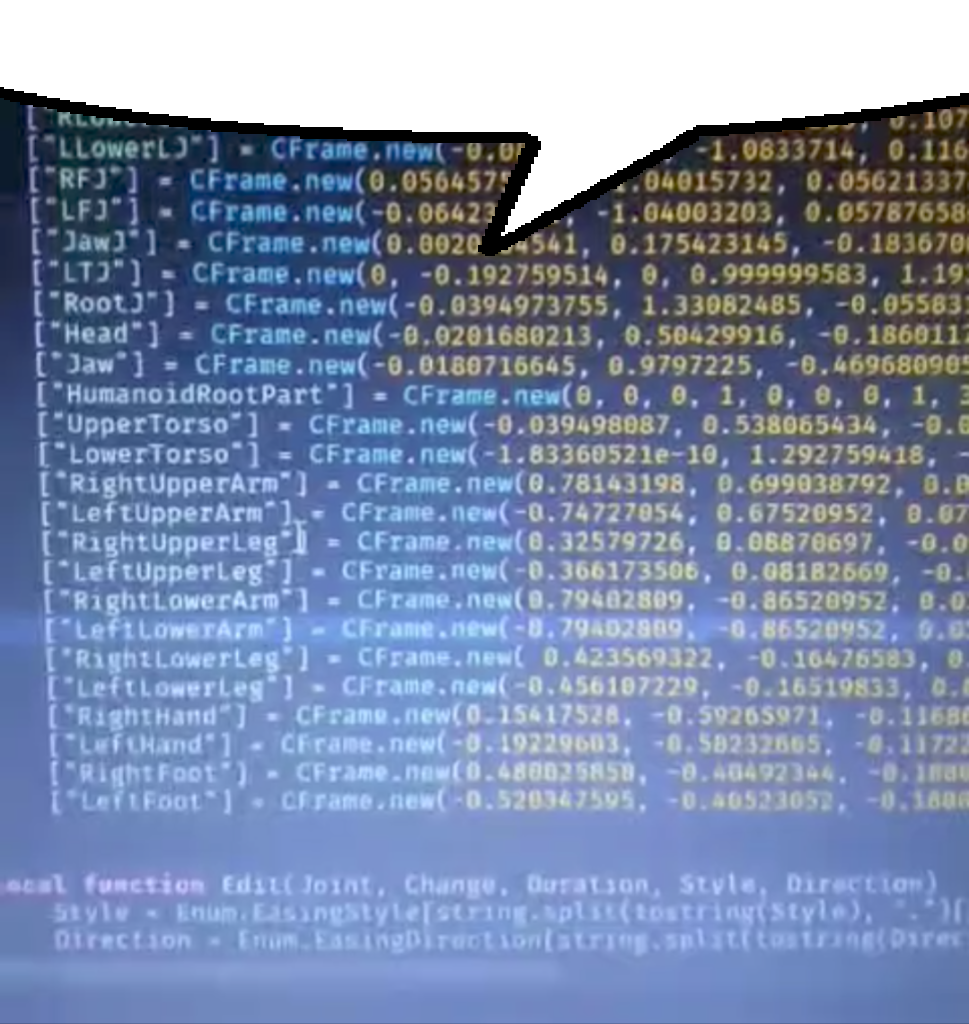 0.107
["LLowerLJ"] = CFrame.new( -1.0833714, 0.116
["RFJ"] = CFrame.new(0.0564575 .04015732, 0.05621337
["LFJ"] = CFrame.new(-0.0642 -1.04003203, 0.05787658
["JawJ"] = CFrame.new(0.0020 541, 0.175423145, -0.183670
["LTJ"] = CFrame.new(0, -0.192759514, 0, 0.999999583, 1.19
["RootJ"] = CFrame.new(-0.0394973755, 1.33082485, -0.05583
["Head"] = CFrame.new(-0.0201680213, 0.50429916, -0.1860112
["Jaw"] = CFrame.new(-0.0180716645, 0.9797225, -0.469680905
["HumanoidRootPart"] = CFrame.new(0, 0, 0, 1, 0, 0, 0, 1,
["UpperTorso"] = CFrame.new(-0.039498087, 0.538065434, -0.0
["LowerTorso"] = CFrame.new(-1.83360521e-10, 1.292759418, -
["RightUpperArm"] = CFrame.new(0.78143198, 0.699038792, 0.0
["LeftUpperArm"] = CFrame.new(-0.74727054, 0.67520952, 0.07
["RightUpperLeg"] = CFrame.new(0.32579726, 0.08870697, -0.0
["LeftUpperLeg"] = CFrame.new(-0.366173506, 0.08182669, -0.
["RightLowerArm"] = CFrame.new(0.79402809, -0.86520952, 0.0
["LeftLowerArm"] = CFrame.new(-0.79402809, -0.86520952, 0.0
["RightLowerLeg"] = CFrame.new( 0.423569322, -0.16476583, 0.
["LeftLowerLeg"] = CFrame.new(-0.456107229, -0.16519833, 0.
["RightHand"] = CFrame.new(0.15417528, -0.59265971, -0.1168
["LeftHand"] = CFrame.new(-0.19229603, -0.58232665, -0.1172
["RightFoot"] = CFrame.new(0.480025858, -0.40492344, -0.180
["LeftFoot"] = CFrame.new(-0.520347595, -0.40523052, -0.180
ocal function Edit(Joint, Change, Duration, Style, Direction)
Style = Enum.EasingStyle[string.split(tostring(Style), ".")[
Direction = Enum.EasingDirection[string.split(tostring(Direc